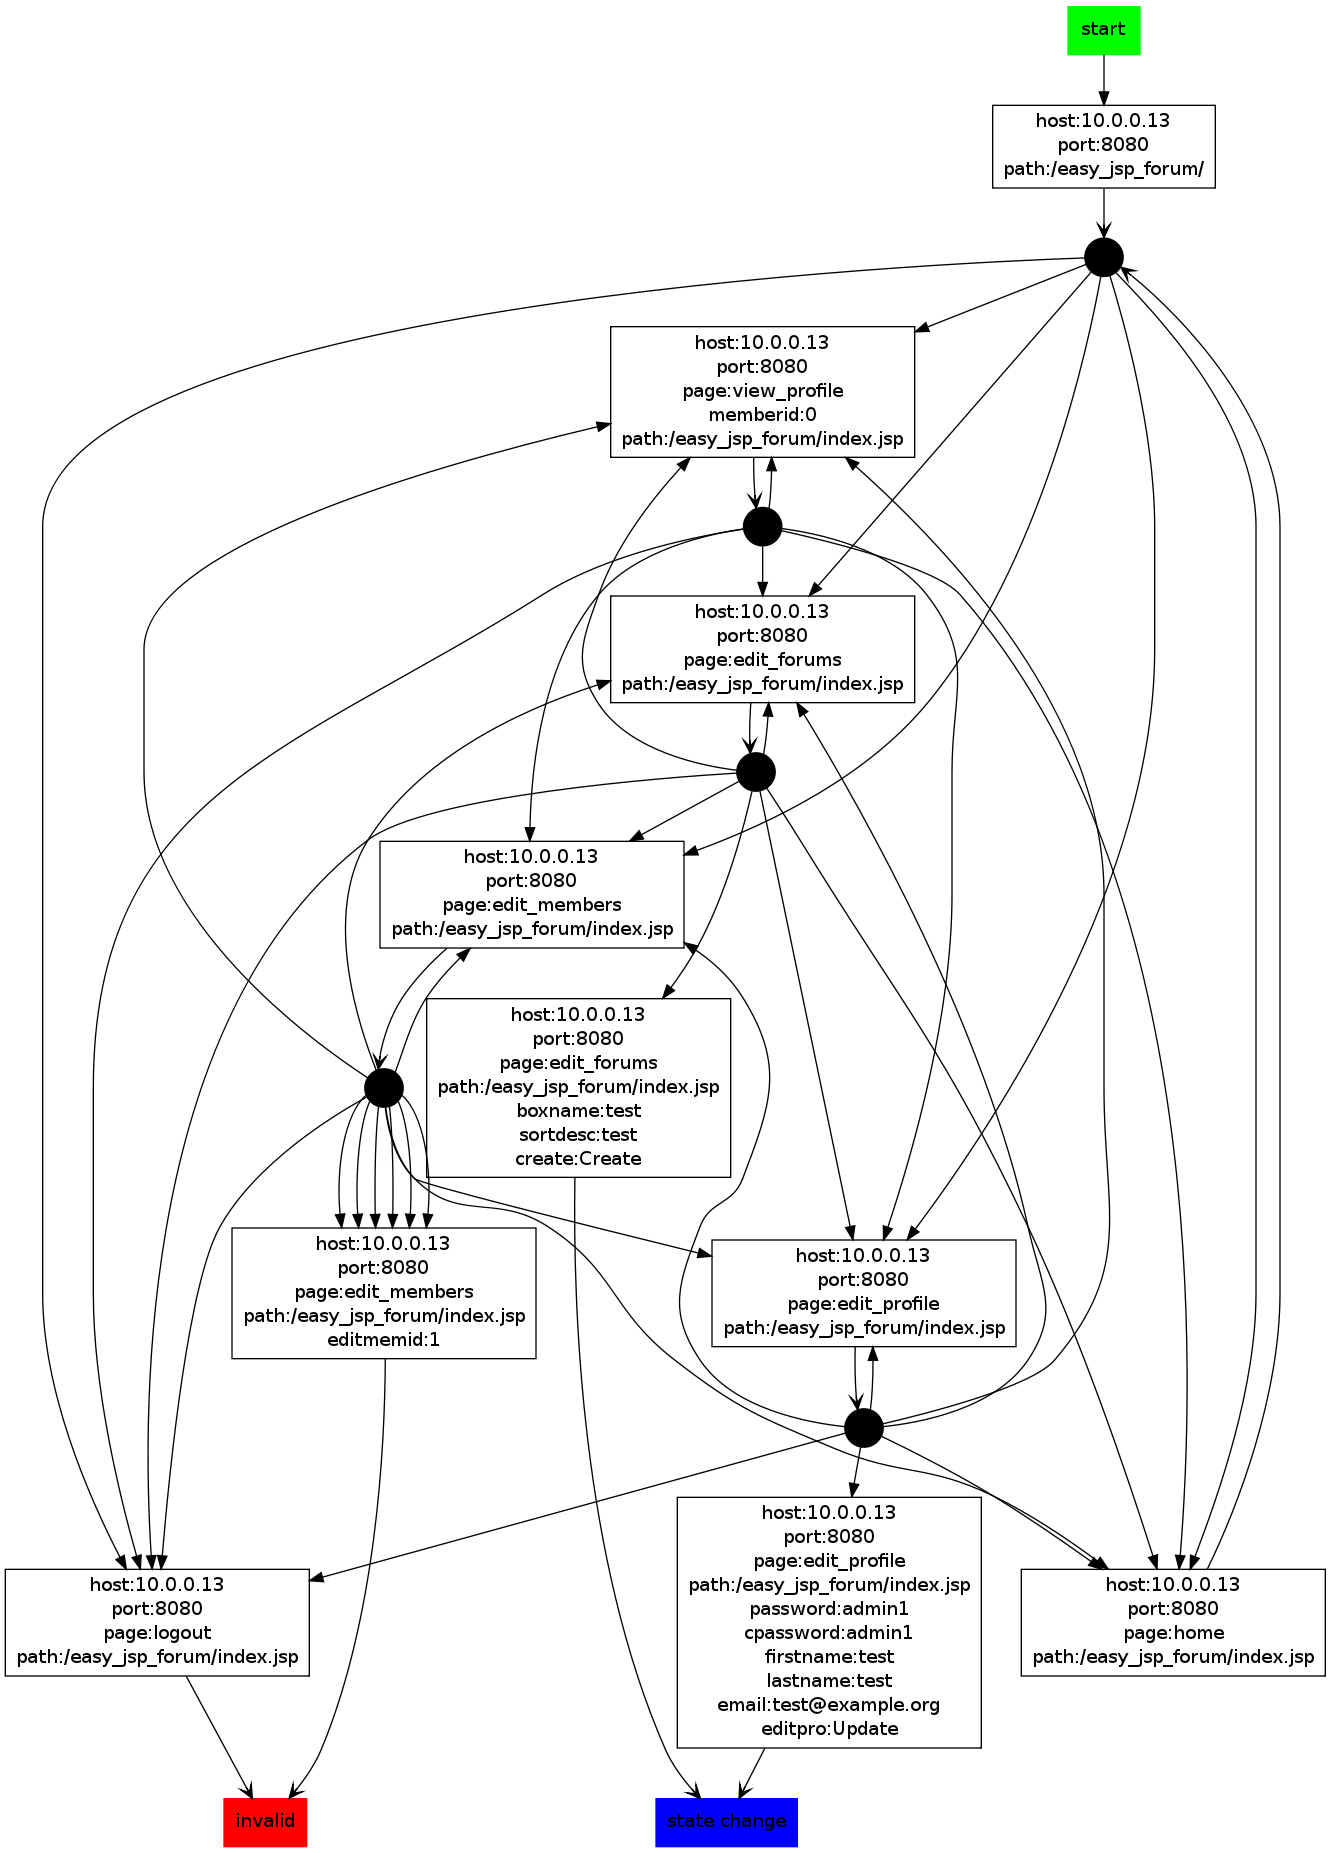 start
host:10.0.0.13
port:8080
path:/easy_jsp_forum/
host:10.0.0.13
port:8080
page:view_profile
memberid:0
path:/easy_jsp_forum/index.jsp
host:10.0.0.13
port:8080
page:edit_forums
path:/easy_jsp_forum/index.jsp
host:10.0.0.13
port:8080
page:edit_members
path:/easy_jsp_forum/index.jsp
host:10.0.0.13
port:8080
page:edit_forums
path:/easy_jsp_forum/index.jsp
boxname:test
sortdesc:test
create:Create
host:10.0.0.13
port:8080
page:edit_members
path:/easy_jsp_forum/index.jsp
editmemid:1
host:10.0.0.13
port:8080
page:edit_profile
path:/easy_jsp_forum/index.jsp
host:10.0.0.13
port:8080
page:logout
path:/easy_jsp_forum/index.jsp
host:10.0.0.13
port:8080
page:edit_profile
path:/easy_jsp_forum/index.jsp
password:admin1
cpassword:admin1
firstname:test
lastname:test
email:test@example.org
editpro:Update
host:10.0.0.13
port:8080
page:home
path:/easy_jsp_forum/index.jsp
invalid
state change